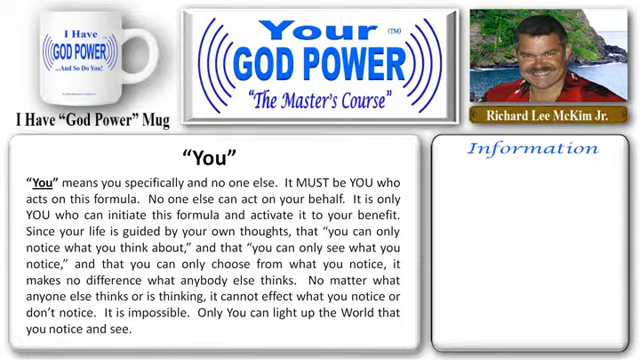 I Have
GOD POWER
...And So Do You!
I Have “God Power” Mug
Your (TM)
GOD POWER
“The Master's Course”
Richard Lee McKim Jr.
“You”
“You” means you specifically and no one else. It MUST be YOU who
acts on this formula. No one else can act on your behalf. It is only
YOU who can initiate this formula and activate it to your benefit.
Since your life is guided by your own thoughts, that “you can only
notice what you think about,” and that “you can only see what you
notice,” and that you can only choose from what you notice, it
makes no difference what anybody else thinks. No matter what
anyone else thinks or is thinking, it cannot effect what you notice or
don’t notice. It is impossible. Only You can light up the World that
you notice and see.
Information